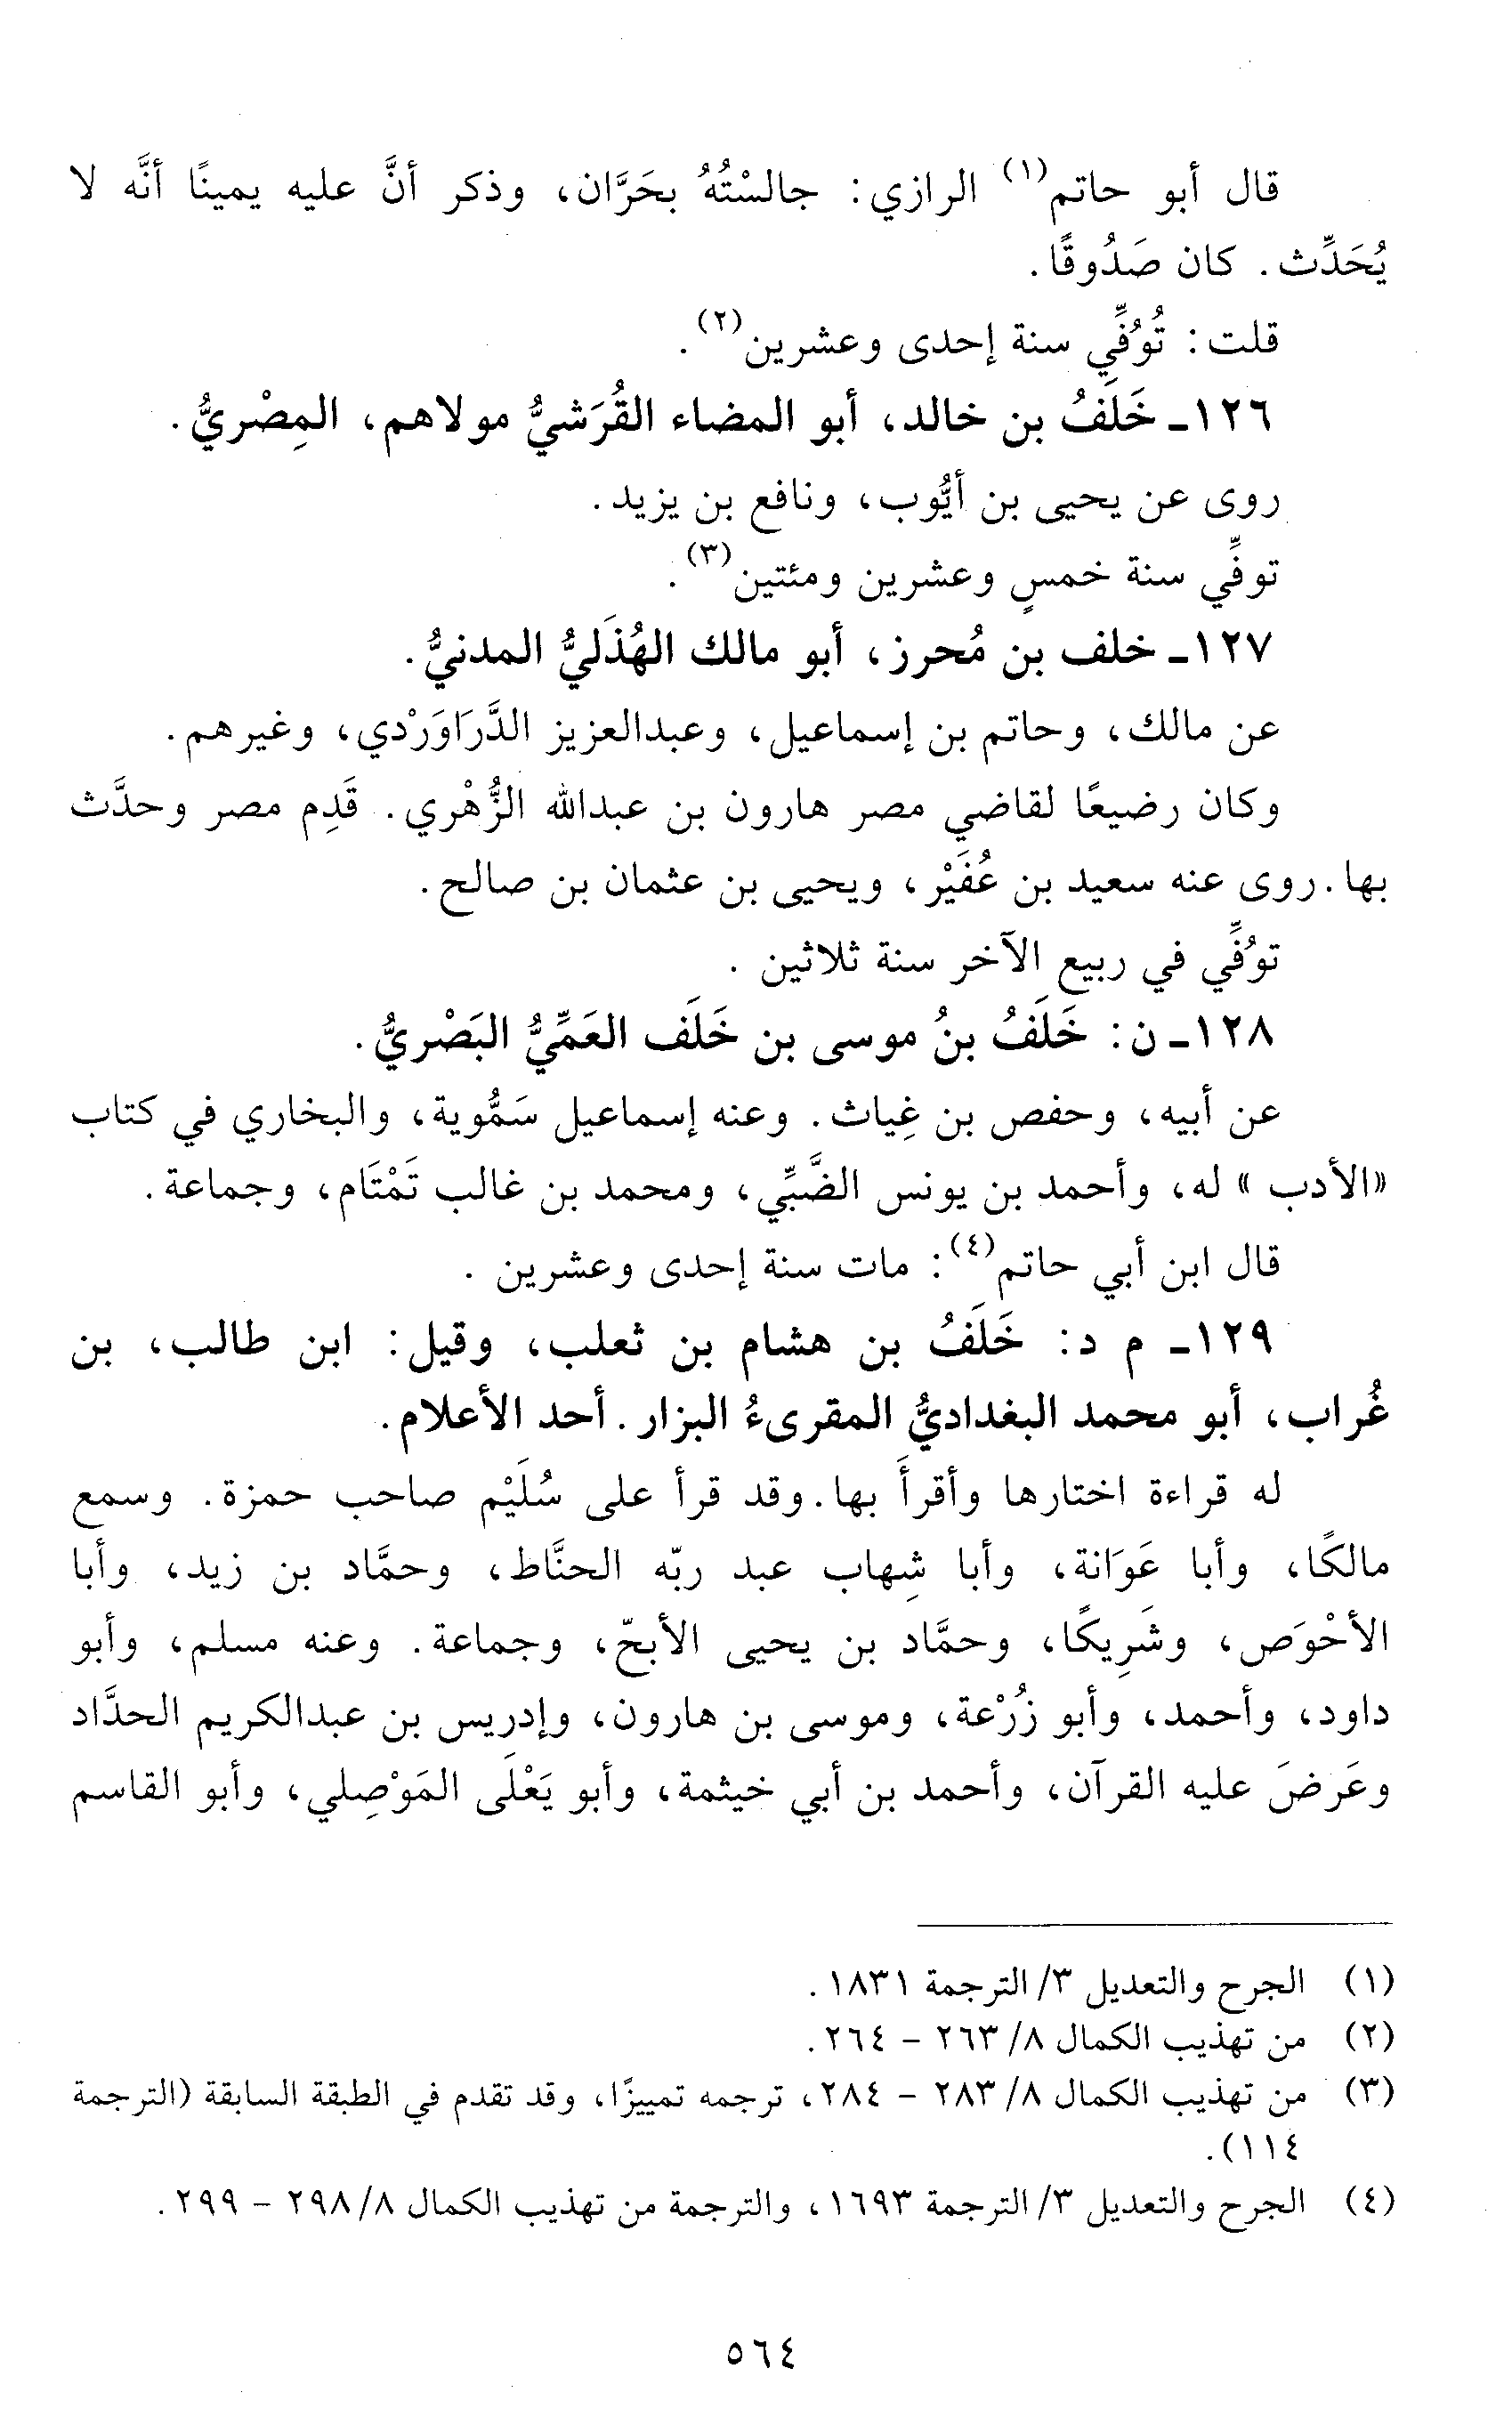 قال أبو حاتم(١) الرازي: جالسْتُهُ بحَرَّان، وذكر أنَّ عليه يمينًا أنَّه لا
يُحَدِّث. كان صَدُوقًا.
قلت: تُوُفِّي سنة إحدى وعشرين(٢).
١٢٦- خَلَفُ بن خالد، أبو المضاء القُرَشيُّ مولاهم، المِصْريُّ.
روى عن يحيى بن أيُّوب، ونافع بن يزيد.
توفِّي سنة خمسٍ وعشرين ومئتين(٣).
١٢٧- خلف بن مُحرز، أبو مالك الهُذَليُّ المدنيُّ.
عن مالك، وحاتم بن إسماعيل، وعبدالعزيز الدَّرَاوَرْدي، وغيرهم.
وكان رضيعًا لقاضي مصر هارون بن عبدالله الزُّهْري. قَدِم مصر وحدَّث
بها. روى عنه سعيد بن عُفَيْر، ويحيى بن عثمان بن صالح.
توُفِّي في ربيع الآخر سنة ثلاثين.
١٢٨- ن: خَلَفُ بنُ موسى بن خَلَف العَمِّيُّ البَصْريُّ.
عن أبيه، وحفص بن غِياث. وعنه إسماعيل سَمُّوية، والبخاري في كتاب
«الأدب» له، وأحمد بن يونس الضَّبِّي، ومحمد بن غالب تَمْتَام، وجماعة.
قال ابن أبي حاتم(٤): مات سنة إحدى وعشرين.
١٢٩- م د: خَلَفُ بن هشام بن ثعلب، وقيل: ابن طالب، بن
غُراب، أبو محمد البغداديُّ المقرىءُ البزار. أحد الأعلام.
له قراءة اختارها وأقرأَ بها. وقد قرأ على سُلَيْم صاحب حمزة. وسمع
مالكًا، وأبا عَوَانة، وأبا شِهاب عبد ربّه الحنَّاط، وحمَّاد بن زيد، وأبا
الأحْوَص، وشَرِيكًا، وحمَّاد بن يحيى الأبحّ، وجماعة. وعنه مسلم، وأبو
داود، وأحمد، وأبو زُرْعة، وموسى بن هارون، وإدريس بن عبدالكريم الحدَّاد
وعَرَضَ عليه القرآن، وأحمد بن أبي خيثمة، وأبو يَعْلَى المَوْصِلي، وأبو القاسم
(١) الجرح والتعديل ٣/ الترجمة ١٨٣١.
(٢) من تهذيب الكمال ٨/ ٢٦٣ - ٢٦٤.
(٣) من تهذيب الكمال ٨/ ٢٨٣ - ٢٨٤، ترجمه تمييزًا، وقد تقدم في الطبقة السابقة (الترجمة
١١٤).
(٤) الجرح والتعديل ٣/ الترجمة ١٦٩٣، والترجمة من تهذيب الكمال ٨/ ٢٩٨ - ٢٩٩.
٥٦٤